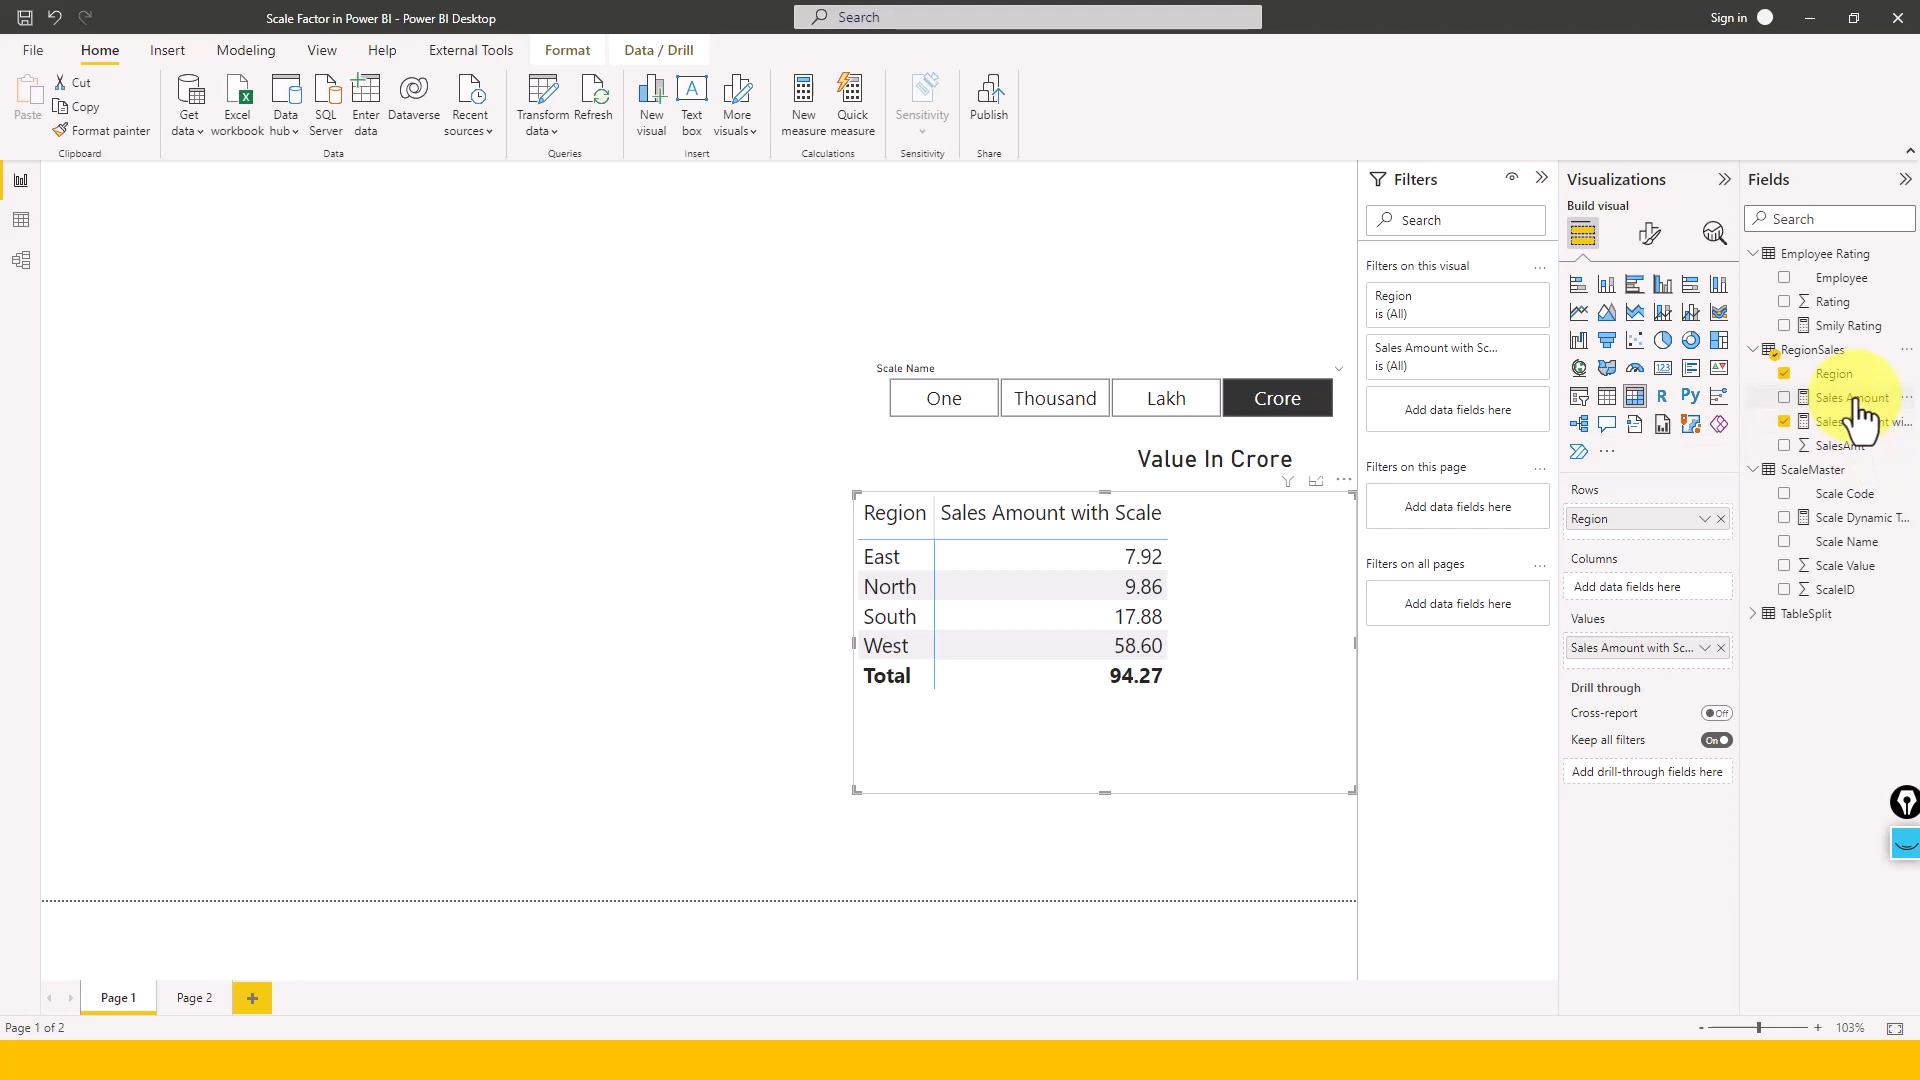 Scale Factor in Power BI - Power BI Desktop
Search
Sign in
File
Home
Insert
Modeling
View
Help
External Tools
Format
Data / Drill
Paste
Cut
Copy
Format painter
Clipboard
Get data
Excel workbook
Data hub
SQL Server
Enter data
Dataverse
Recent sources
Data
Transform data
Refresh
Queries
New visual
Text box
More visuals
Insert
New measure
Quick measure
Calculations
Sensitivity
Sensitivity
Publish
Share
Scale Name
One
Thousand
Lakh
Crore
Value In Crore
Region Sales Amount with Scale
East 7.92
North 9.86
South 17.88
West 58.60
Total 94.27
Filters
Search
Filters on this visual
Region
is (All)
Sales Amount with Sc...
is (All)
Add data fields here
Filters on this page
Add data fields here
Filters on all pages
Add data fields here
Visualizations
Build visual
123
R
Py
Rows
Region
Columns
Add data fields here
Values
Sales Amount with Sc...
Drill through
Cross-report
Off
Keep all filters
On
Add drill-through fields here
Fields
Search
Employee Rating
Employee
Rating
Smily Rating
RegionSales
Region
Sales Amount
SalesAmt
ScaleMaster
Scale Code
Scale Dynamic T...
Scale Name
Scale Value
ScaleID
TableSplit
Page 1
Page 2
Page 1 of 2
103%